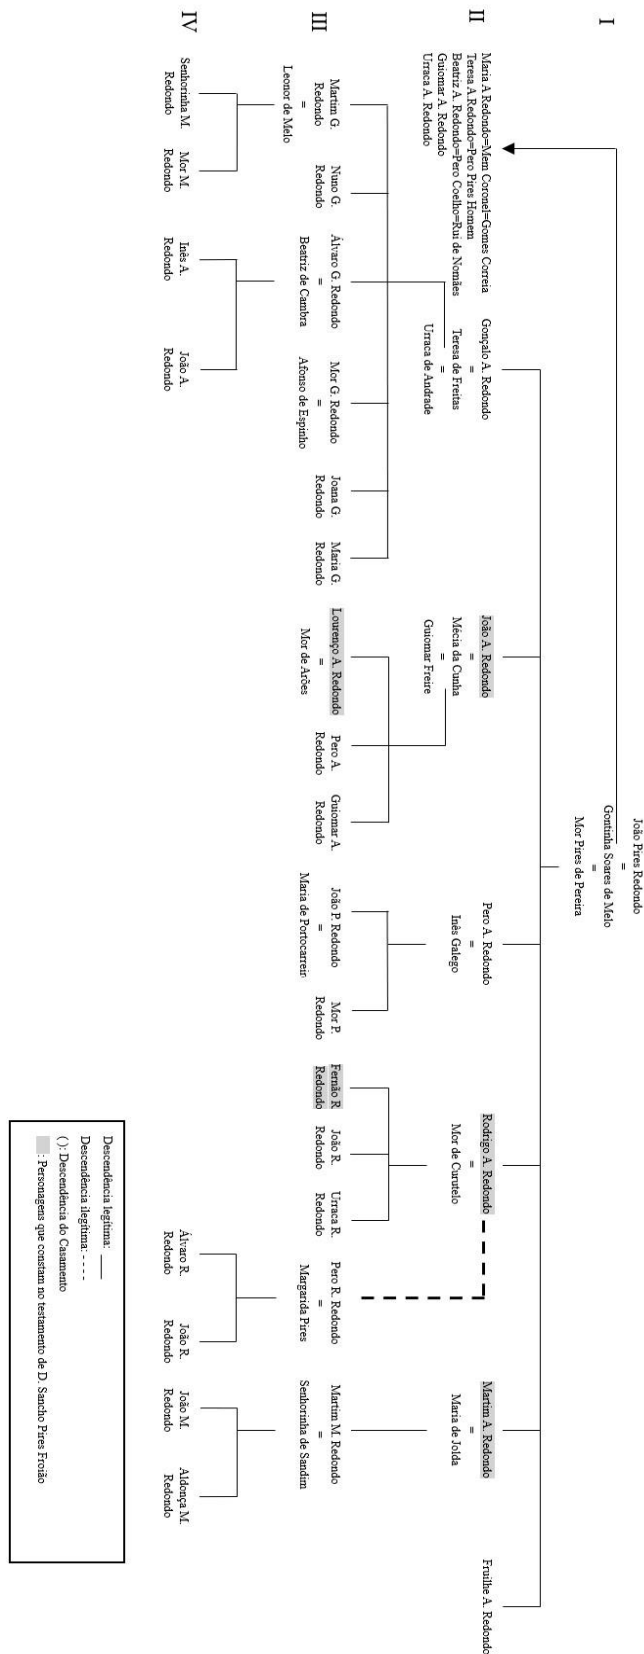 João Pires Redondo
=
Gontinha Soares de Melo
=
Mor Pires de Pereira
I
II
Maria A Redondo=Mem Coronel=Gomes Correia
Teresa A.Redondo=Pero Pires Homem
Beatriz A. Redondo=Pero Coelho=Rui de Nomães
Guiomar A. Redondo
Urraca A. Redondo
Gonçalo A. Redondo
=
Teresa de Freitas
=
Urraca de Andrade
João A. Redondo
=
Mécia da Cunha
=
Guiomar Freire
Pero A. Redondo
=
Inês Galego
Rodrigo A. Redondo
=
Mor de Curutelo
Martim A. Redondo
=
Maria de Jolda
Fruilhe A. Redondo
III
Martim G.
Redondo
=
Leonor de Melo
Nuno G.
Redondo
Álvaro G. Redondo
=
Beatriz de Cambra
Mor G. Redondo
=
Afonso de Espinho
Joana G.
Redondo
Maria G.
Redondo
Lourenço A. Redondo
=
Mor de Arões
Pero A.
Redondo
Guiomar A.
Redondo
João P. Redondo
=
Maria de Portocarreir
Mor P.
Redondo
Fernão R
Redondo
João R.
Redondo
Urraca R.
Redondo
Pero R. Redondo
=
Margarida Pires
Martim M. Redondo
=
Senhorinha de Sandim
IV
Senhorinha M.
Redondo
Mor M.
Redondo
Inês A.
Redondo
João A.
Redondo
Álvaro R.
Redondo
João R.
Redondo
João M.
Redondo
Aldonça M.
Redondo
Descendência legítima: ___
Descendência ilegítima: - - - -
( ): Descendência do Casamento
: Personagens que constam no testamento de D. Sancho Pires Froião